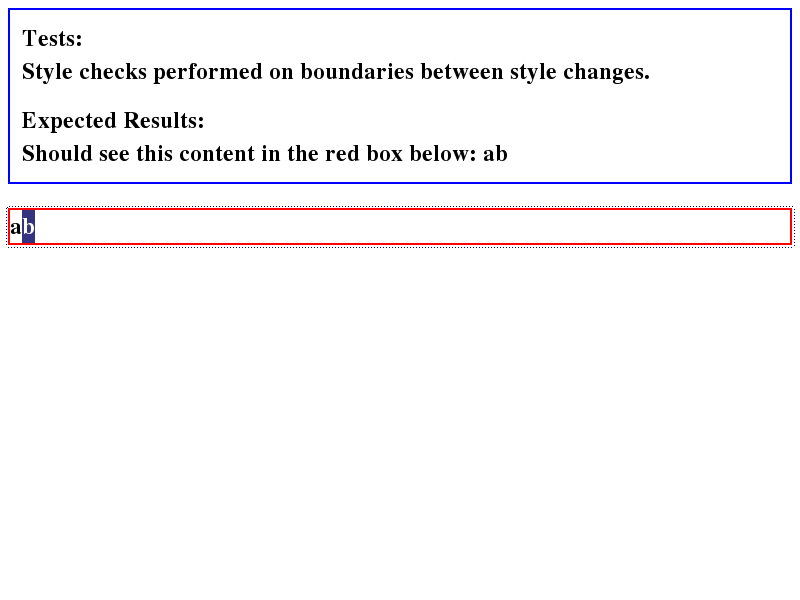 Tests:
Style checks performed on boundaries between style changes.
Expected Results:
Should see this content in the red box below: ab
ab